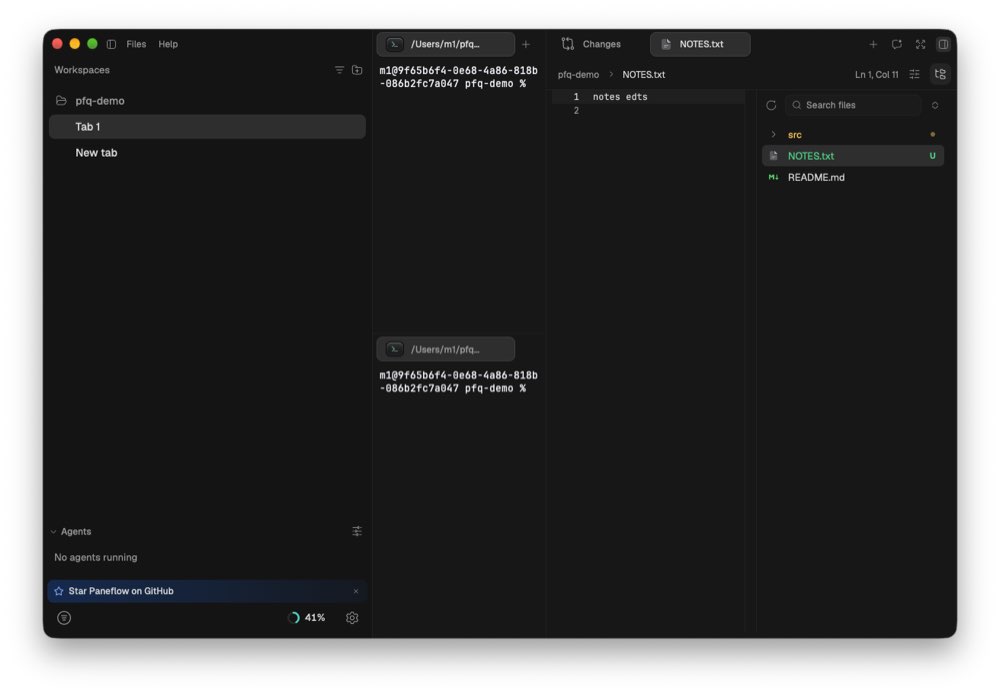 Files Help
Workspaces
pfq-demo
Tab 1
New tab
Agents
No agents running
Star Paneflow on GitHub
41%
/Users/m1/pfq…
m1@9f65b6f4-0e68-4a86-818b
-086b2fc7a047 pfq-demo %
/Users/m1/pfq…
m1@9f65b6f4-0e68-4a86-818b
-086b2fc7a047 pfq-demo %
Changes NOTES.txt
pfq-demo > NOTES.txt Ln 1, Col 11
1 notes edts
2
Search files
src
NOTES.txt U
M↓ README.md